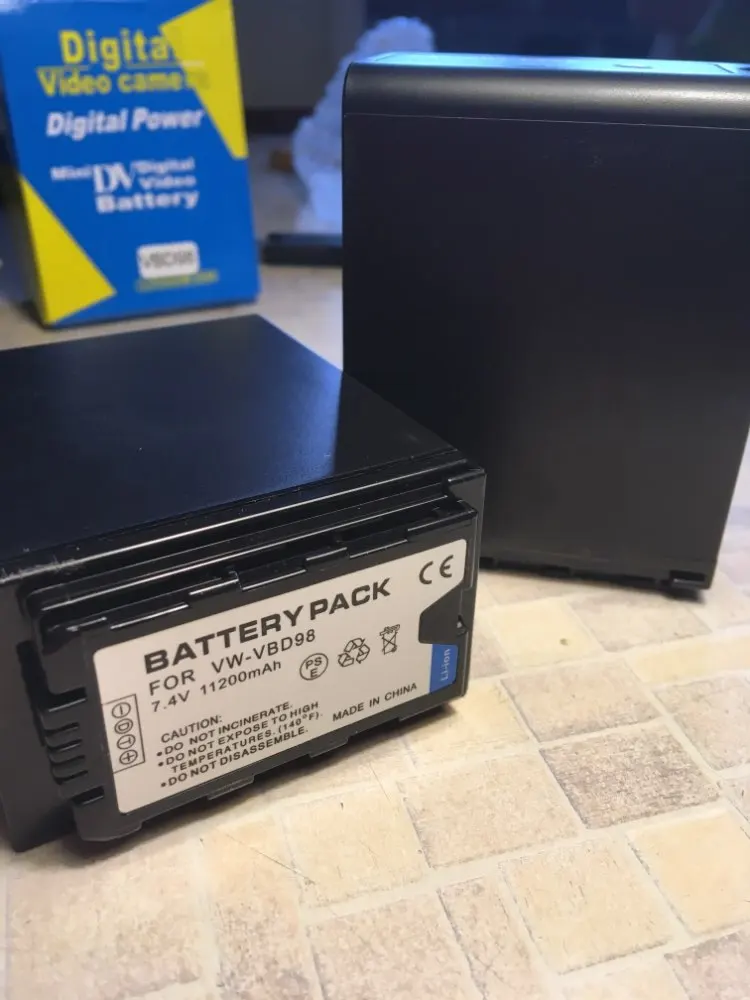 Digital
Video camera
Digital Power
Mini DV Digital Video
Battery
VBD98
BATTERY PACK
FOR VW-VBD98
7.4V 11200mAh
PS E
CE
CAUTION:
•DO NOT INCINERATE.
•DO NOT EXPOSE TO HIGH
TEMPERATURES. (140°F).
•DO NOT DISASSEMBLE.
MADE IN CHINA
Li-ion